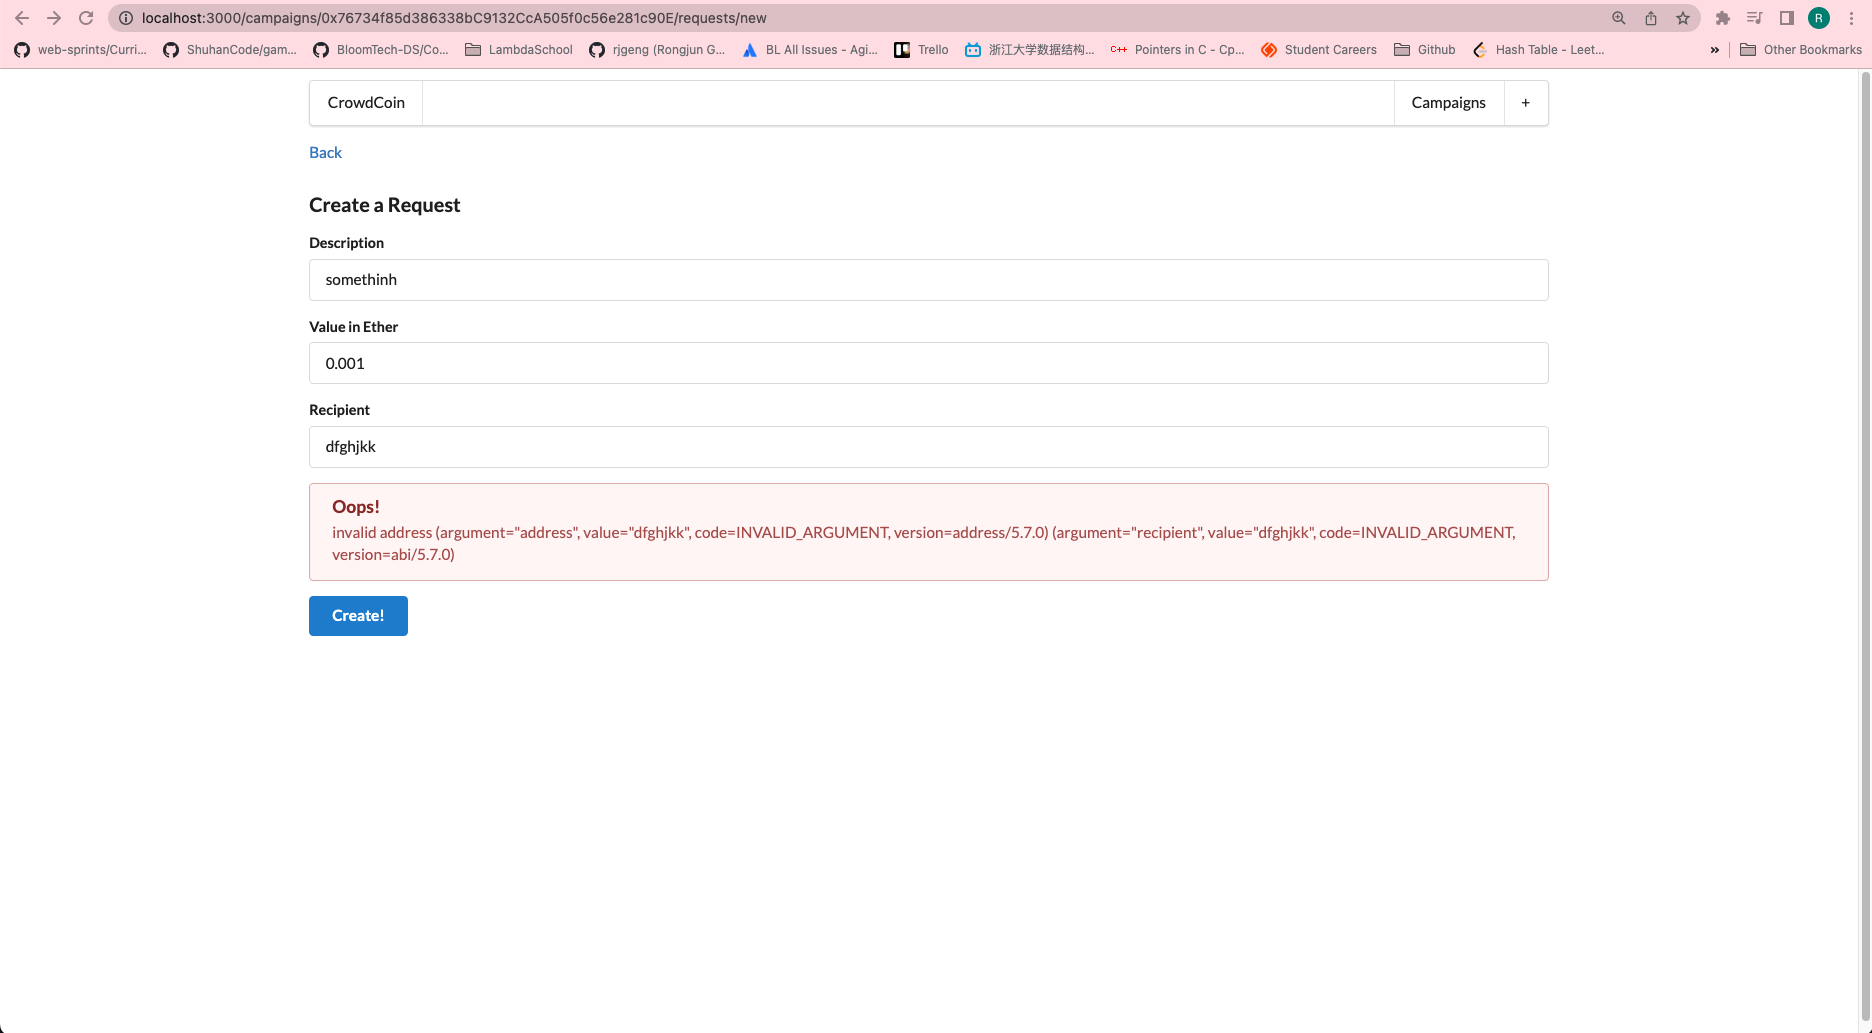 localhost:3000/campaigns/0x76734f85d386338bC9132CcA505f0c56e281c90E/requests/new
R
web-sprints/Curri... ShuhanCode/gam... BloomTech-DS/Co... LambdaSchool rjgeng (Rongjun G... BL All Issues - Agi... Trello 浙江大学数据结构... C++ Pointers in C - Cp... Student Careers Github Hash Table - Leet... » Other Bookmarks
CrowdCoin Campaigns +
Back
Create a Request
Description
somethinh
Value in Ether
0.001
Recipient
dfghjkk
Oops!
invalid address (argument="address", value="dfghjkk", code=INVALID_ARGUMENT, version=address/5.7.0) (argument="recipient", value="dfghjkk", code=INVALID_ARGUMENT,
version=abi/5.7.0)
Create!